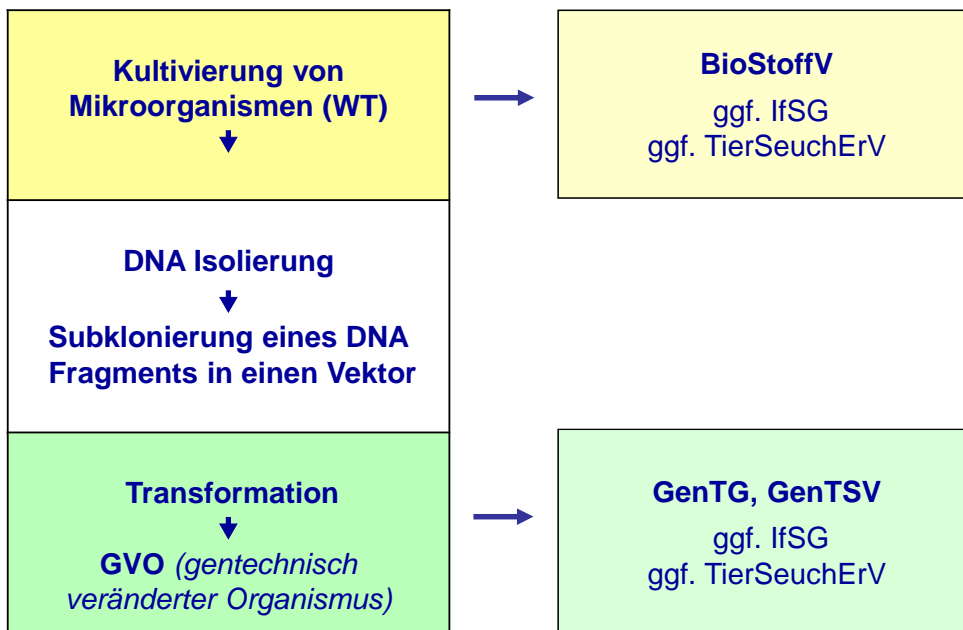 Kultivierung von
Mikroorganismen (WT)
BioStoffV
ggf. IfSG
ggf. TierSeuchErV
DNA Isolierung
Subklonierung eines DNA
Fragments in einen Vektor
Transformation
GVO (gentechnisch
veränderter Organismus)
GenTG, GenTSV
ggf. IfSG
ggf. TierSeuchErV